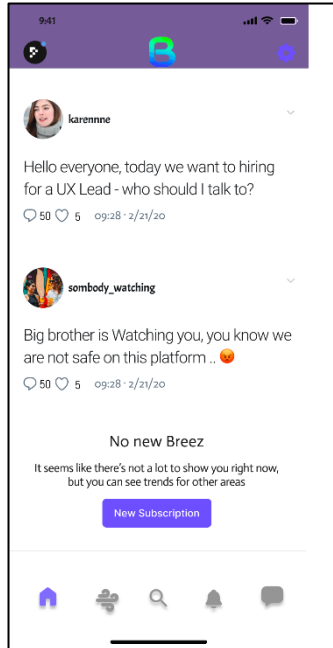 9:41
B
karennne
Hello everyone, today we want to hiring
for a UX Lead - who should I talk to?
50 5 09:28 · 2/21/20
sombody_watching
Big brother is Watching you, you know we
are not safe on this platform .. 😡
50 5 09:28 · 2/21/20
No new Breez
It seems like there's not a lot to show you right now,
but you can see trends for other areas
New Subscription